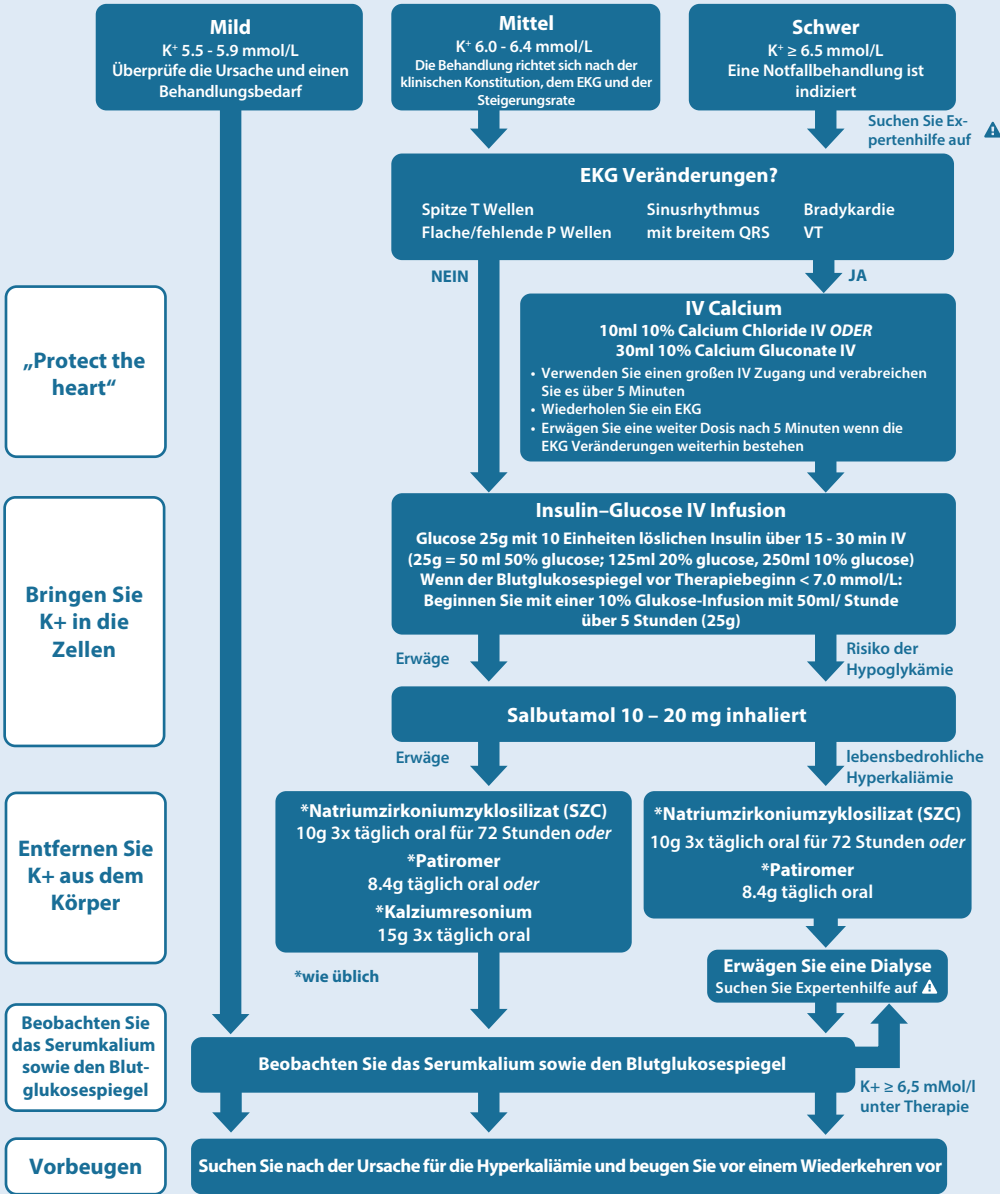 Mild
K⁺ 5.5 - 5.9 mmol/L
Überprüfe die Ursache und einen
Behandlungsbedarf
Mittel
K⁺ 6.0 - 6.4 mmol/L
Die Behandlung richtet sich nach der
klinischen Konstitution, dem EKG und der
Steigerungsrate
Schwer
K⁺ ≥ 6.5 mmol/L
Eine Notfallbehandlung ist
indiziert
Suchen Sie Ex-
pertenhilfe auf
EKG Veränderungen?
Spitze T Wellen
Flache/fehlende P Wellen
Sinusrhythmus
mit breitem QRS
Bradykardie
VT
NEIN
JA
„Protect the
heart“
IV Calcium
10ml 10% Calcium Chloride IV ODER
30ml 10% Calcium Gluconate IV
• Verwenden Sie einen großen IV Zugang und verabreichen
Sie es über 5 Minuten
• Wiederholen Sie ein EKG
• Erwägen Sie eine weiter Dosis nach 5 Minuten wenn die
EKG Veränderungen weiterhin bestehen
Bringen Sie
K+ in die
Zellen
Insulin–Glucose IV Infusion
Glucose 25g mit 10 Einheiten löslichen Insulin über 15 - 30 min IV
(25g = 50 ml 50% glucose; 125ml 20% glucose, 250ml 10% glucose)
Wenn der Blutglukosespiegel vor Therapiebeginn < 7.0 mmol/L:
Beginnen Sie mit einer 10% Glukose-Infusion mit 50ml/ Stunde
über 5 Stunden (25g)
Erwäge
Risiko der
Hypoglykämie
Salbutamol 10 – 20 mg inhaliert
Erwäge
lebensbedrohliche
Hyperkaliämie
Entfernen Sie
K+ aus dem
Körper
*Natriumzirkoniumzyklosilizat (SZC)
10g 3x täglich oral für 72 Stunden oder
*Patiromer
8.4g täglich oral oder
*Kalziumresonium
15g 3x täglich oral
*Natriumzirkoniumzyklosilizat (SZC)
10g 3x täglich oral für 72 Stunden oder
*Patiromer
8.4g täglich oral
*wie üblich
Erwägen Sie eine Dialyse
Suchen Sie Expertenhilfe auf
Beobachten Sie
das Serumkalium
sowie den Blut-
glukosespiegel
Beobachten Sie das Serumkalium sowie den Blutglukosespiegel
K+ ≥ 6,5 mMol/l
unter Therapie
Vorbeugen
Suchen Sie nach der Ursache für die Hyperkaliämie und beugen Sie vor einem Wiederkehren vor